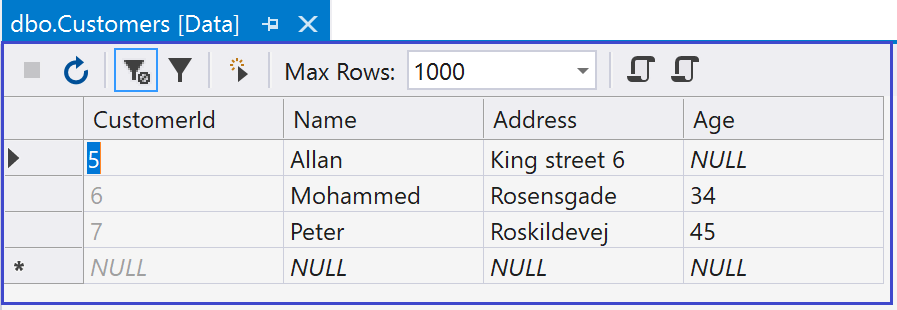 dbo.Customers [Data]
Max Rows: 1000
CustomerId Name Address Age
5 Allan King street 6 NULL
6 Mohammed Rosensgade 34
7 Peter Roskildevej 45
* NULL NULL NULL NULL